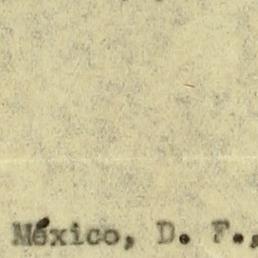 México, D. F.,